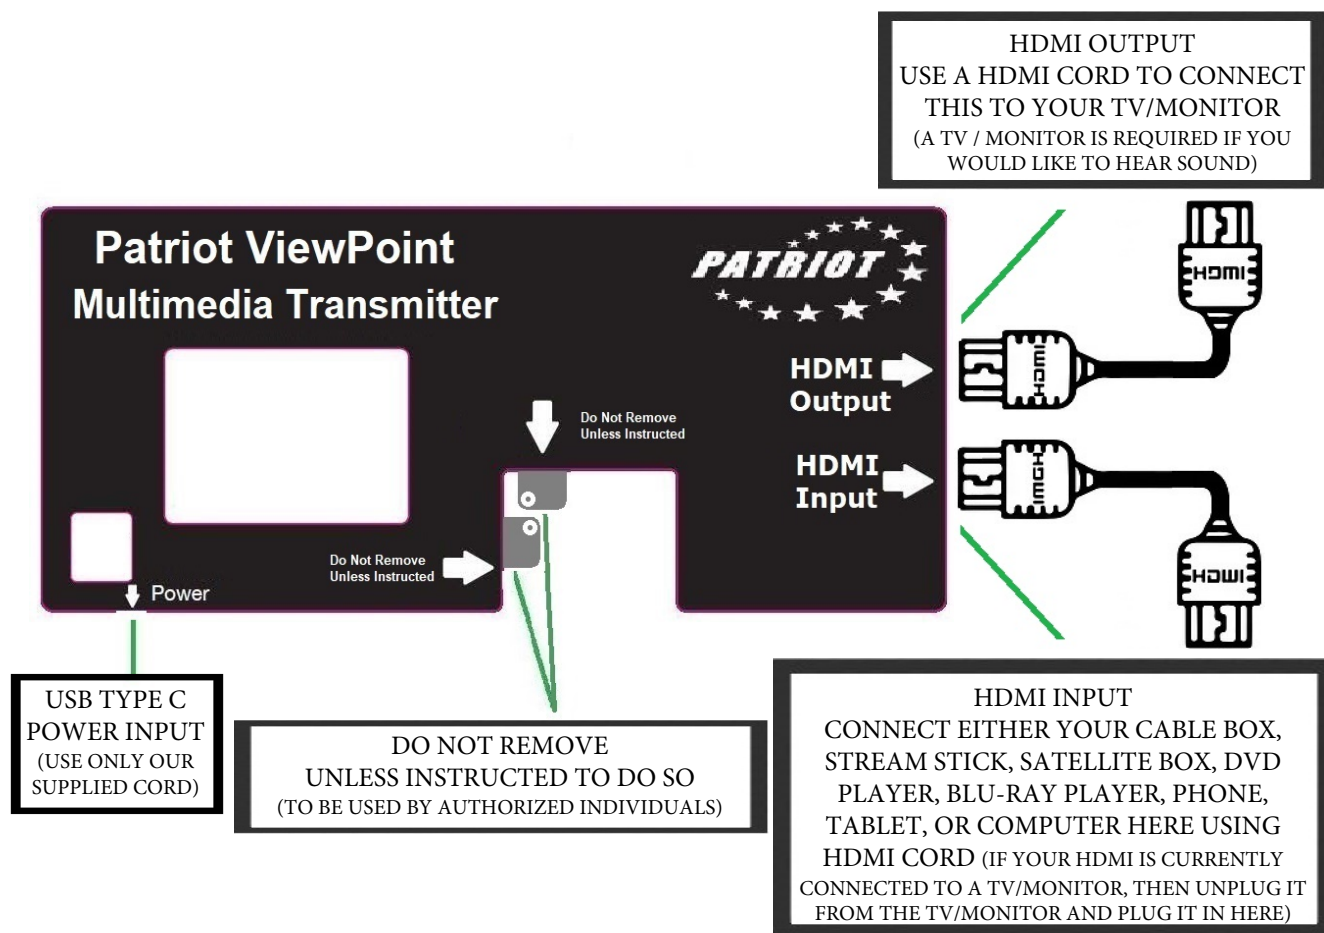 HDMI OUTPUT
USE A HDMI CORD TO CONNECT
THIS TO YOUR TV/MONITOR
(A TV / MONITOR IS REQUIRED IF YOU
WOULD LIKE TO HEAR SOUND)
Patriot ViewPoint
Multimedia Transmitter
PATRIOT
HDMI
HDMI
Output
HDMI
Do Not Remove
Unless Instructed
HDMI
Input
HDMI
Do Not Remove
Unless Instructed
HDMI
Power
USB TYPE C
POWER INPUT
(USE ONLY OUR
SUPPLIED CORD)
DO NOT REMOVE
UNLESS INSTRUCTED TO DO SO
(TO BE USED BY AUTHORIZED INDIVIDUALS)
HDMI INPUT
CONNECT EITHER YOUR CABLE BOX,
STREAM STICK, SATELLITE BOX, DVD
PLAYER, BLU-RAY PLAYER, PHONE,
TABLET, OR COMPUTER HERE USING
HDMI CORD (IF YOUR HDMI IS CURRENTLY
CONNECTED TO A TV/MONITOR, THEN UNPLUG IT
FROM THE TV/MONITOR AND PLUG IT IN HERE)